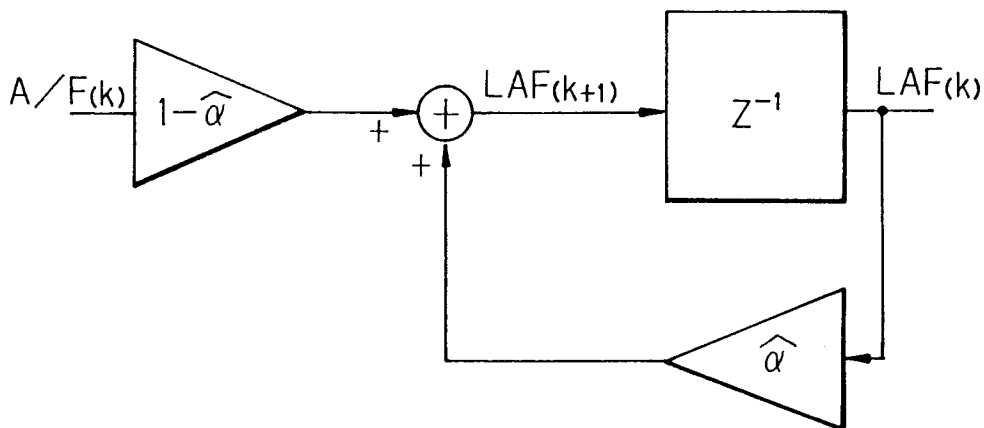 A/F(k)
1-α̂
+
+
+
LAF(k+1)
Z⁻¹
LAF(k)
α̂